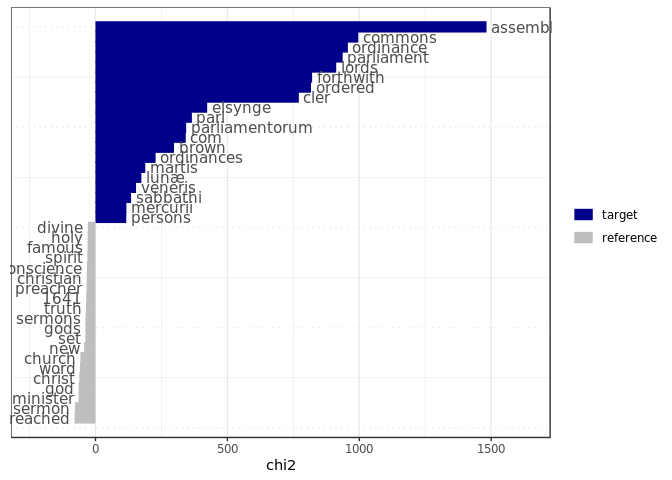 assembl
commons
ordinance
parliament
lords
forthwith
ordered
cler
elsynge
parl
parliamentorum
com
brown
ordinances
martis
lunæ
veneris
sabbathi
mercurii
persons
divine
holy
famous
spirit
onscience
christian
preacher
1641
truth
sermons
gods
set
new
church
word
christ
god
minister
sermon
reached
0
500
1000
1500
chi2
target
reference